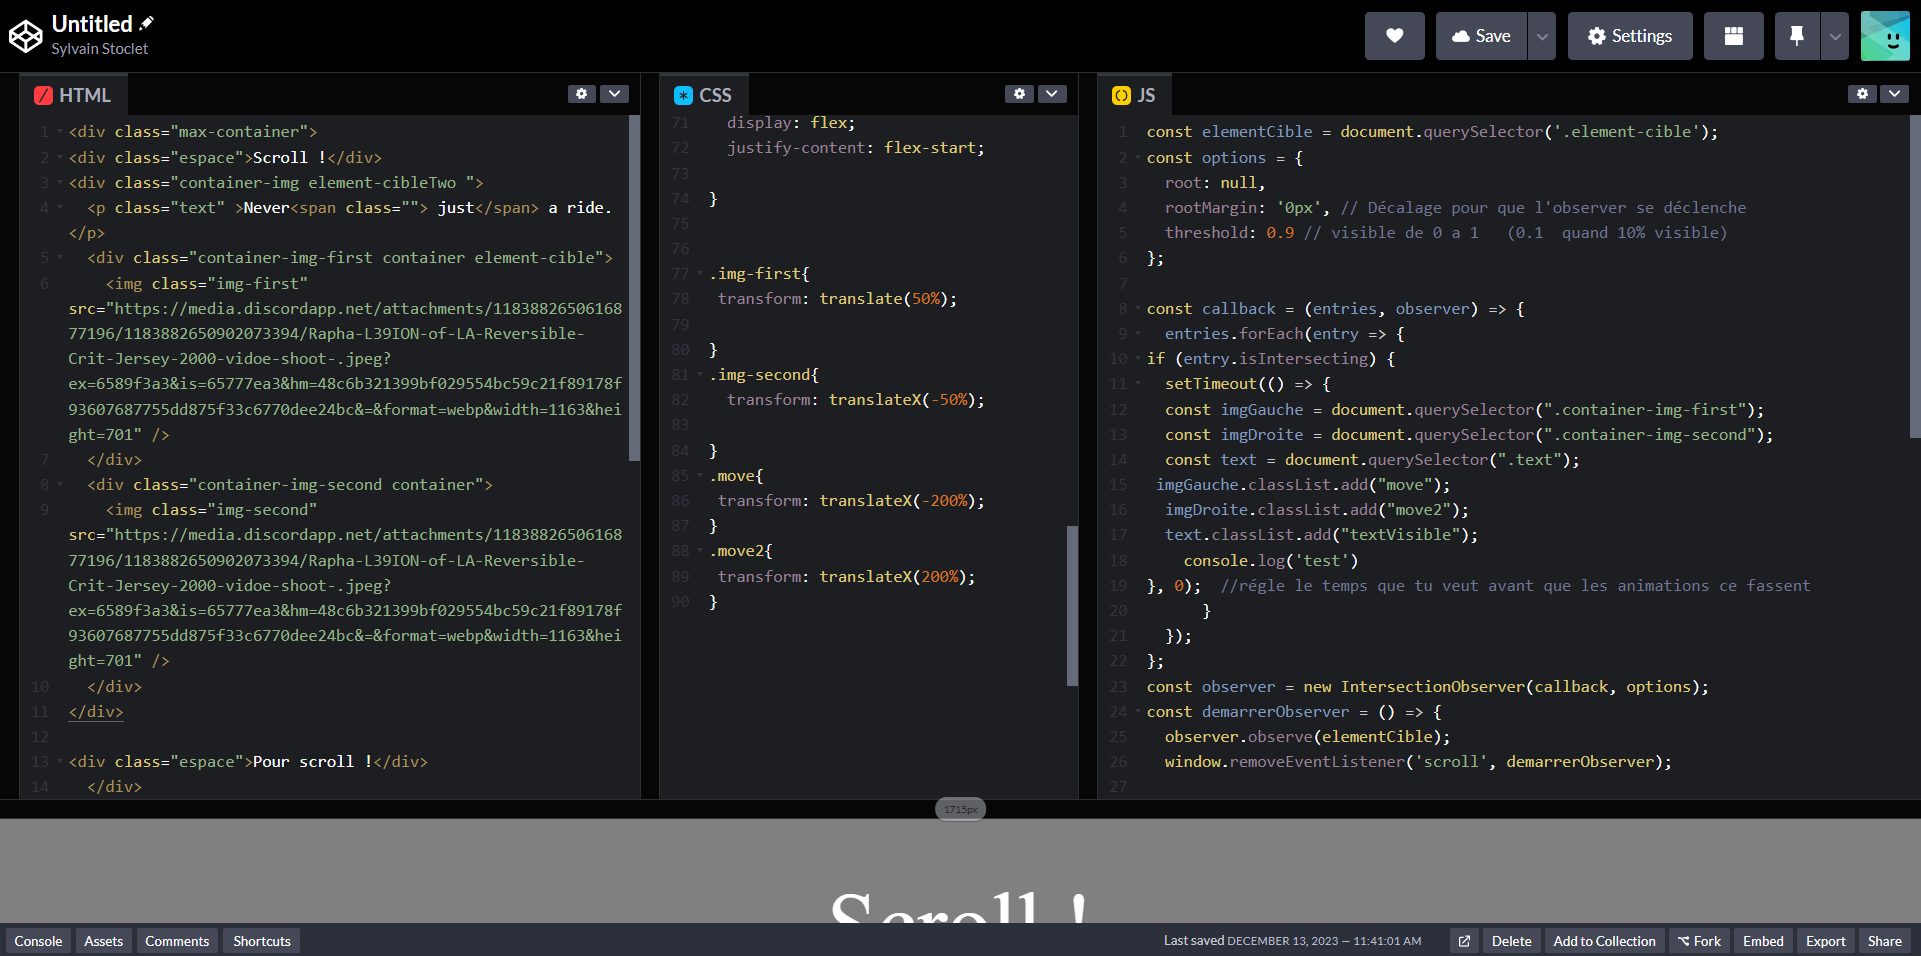 Untitled
Sylvain Stoclet
Save
Settings
HTML
1 <div class="max-container">
2 <div class="espace">Scroll !</div>
3 <div class="container-img element-cibleTwo ">
4 <p class="text" >Never<span class=""> just</span> a ride.
</p>
5 <div class="container-img-first container element-cible">
6 <img class="img-first"
src="https://media.discordapp.net/attachments/118388265061​68
77196/1183882650902073394/Rapha-L39ION-of-LA-Reversible-
Crit-Jersey-2000-vidoe-shoot-.jpeg?
ex=6589f3a3&is=65777ea3&hm=48c6b321399bf029554bc59c21f89178f
93607687755dd875f33c6770dee24bc&=&format=webp&width=1163&hei
ght=701" />
7 </div>
8 <div class="container-img-second container">
9 <img class="img-second"
src="https://media.discordapp.net/attachments/11838826506168
77196/1183882650902073394/Rapha-L39ION-of-LA-Reversible-
Crit-Jersey-2000-vidoe-shoot-.jpeg?
ex=6589f3a3&is=65777ea3&hm=48c6b321399bf029554bc59c21f89178f
93607687755dd875f33c6770dee24bc&=&format=webp&width=1163&hei
ght=701" />
10 </div>
11 </div>
12
13 <div class="espace">Pour scroll !</div>
14 </div>
CSS
71 display: flex;
72 justify-content: flex-start;
73
74 }
75
76
77 .img-first{
78 transform: translate(50%);
79
80 }
81 .img-second{
82 transform: translateX(-50%);
83
84 }
85 .move{
86 transform: translateX(-200%);
87 }
88 .move2{
89 transform: translateX(200%);
90 }
JS
1 const elementCible = document.querySelector('.element-cible');
2 const options = {
3 root: null,
4 rootMargin: '0px', // Décalage pour que l'observer se déclenche
5 threshold: 0.9 // visible de 0 a 1 (0.1 quand 10% visible)
6 };
7
8 const callback = (entries, observer) => {
9 entries.forEach(entry => {
10 if (entry.isIntersecting) {
11 setTimeout(() => {
12 const imgGauche = document.querySelector(".container-img-first");
13 const imgDroite = document.querySelector(".container-img-second");
14 const text = document.querySelector(".text");
15 imgGauche.classList.add("move");
16 imgDroite.classList.add("move2");
17 text.classList.add("textVisible");
18 console.log('test')
19 }, 0); //régle le temps que tu veut avant que les animations ce fassent
20 }
21 });
22 };
23 const observer = new IntersectionObserver(callback, options);
24 const demarrerObserver = () => {
25 observer.observe(elementCible);
26 window.removeEventListener('scroll', demarrerObserver);
27
1715px
Scroll !
Console
Assets
Comments
Shortcuts
Last saved DECEMBER 13, 2023 — 11:41:01 AM
Delete
Add to Collection
Fork
Embed
Export
Share